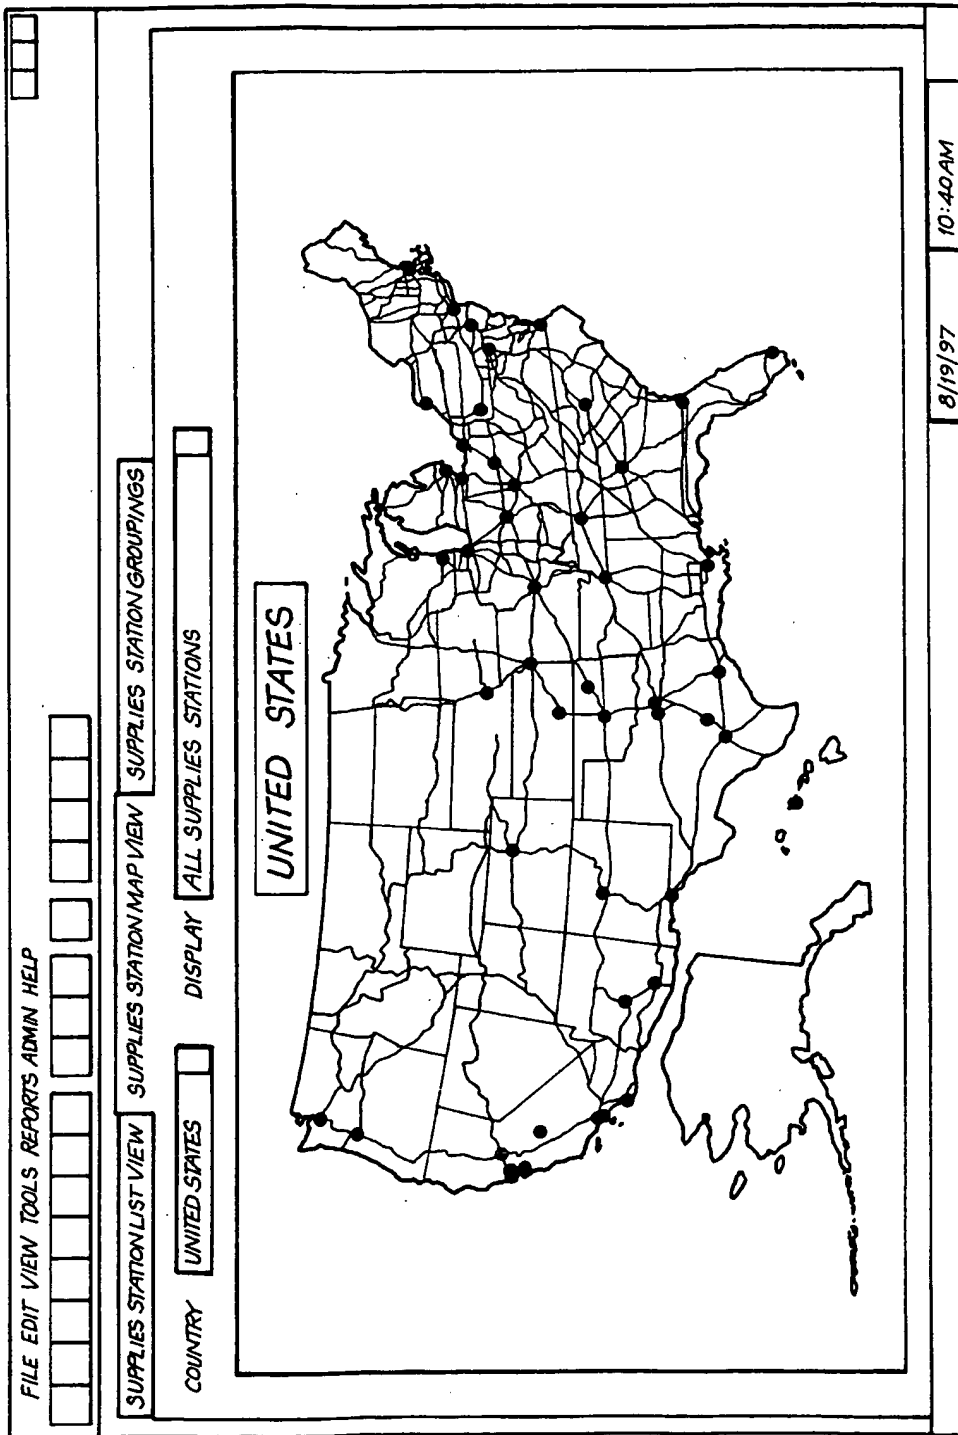 FILE EDIT VIEW TOOLS REPORTS ADMIN HELP
SUPPLIES STATION LIST VIEW SUPPLIES STATION MAP VIEW SUPPLIES STATION GROUPINGS
COUNTRY UNITED STATES DISPLAY ALL SUPPLIES STATIONS
UNITED STATES
8/19/97 10:40AM